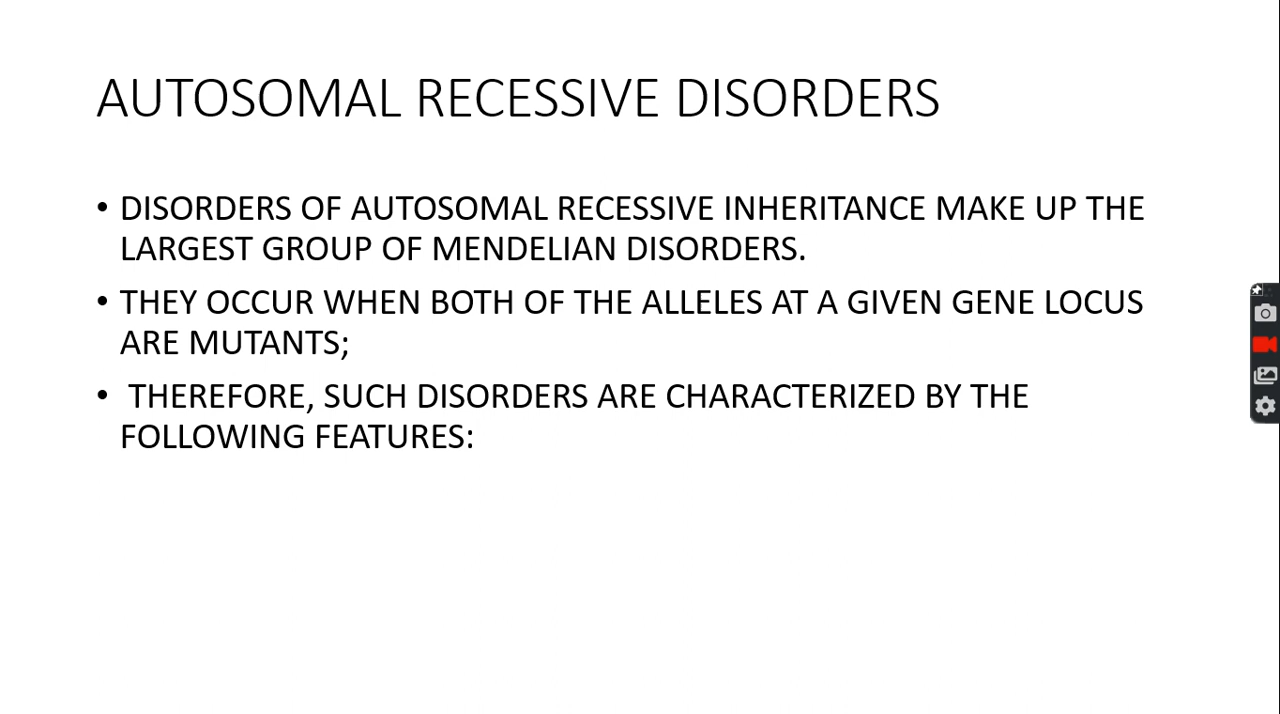 AUTOSOMAL RECESSIVE DISORDERS
• DISORDERS OF AUTOSOMAL RECESSIVE INHERITANCE MAKE UP THE
LARGEST GROUP OF MENDELIAN DISORDERS.
• THEY OCCUR WHEN BOTH OF THE ALLELES AT A GIVEN GENE LOCUS
ARE MUTANTS;
• THEREFORE, SUCH DISORDERS ARE CHARACTERIZED BY THE
FOLLOWING FEATURES: